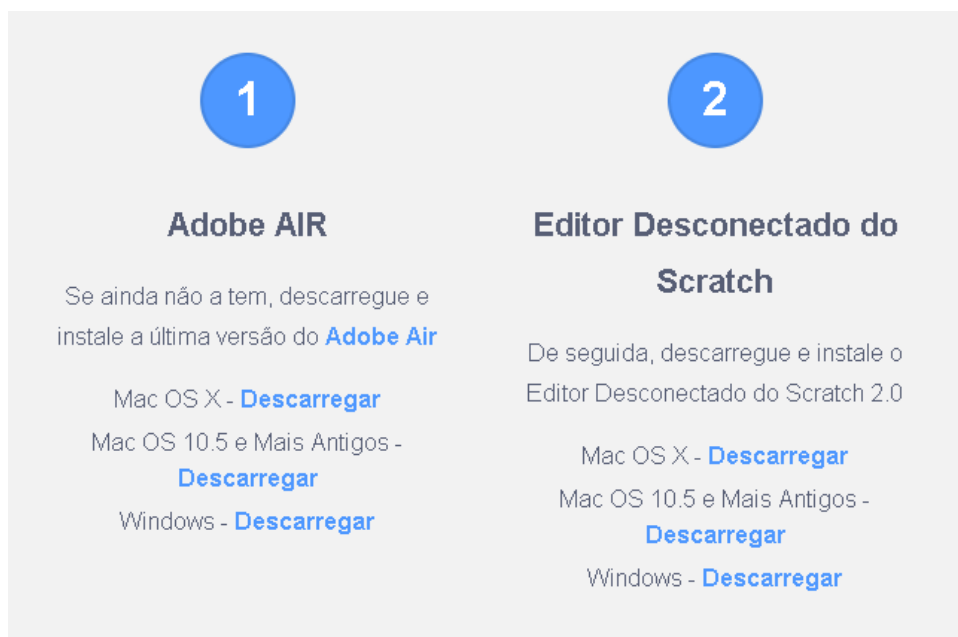 1
Adobe AIR
Se ainda não a tem, descarregue e
instale a última versão do Adobe Air
Mac OS X - Descarregar
Mac OS 10.5 e Mais Antigos -
Descarregar
Windows - Descarregar
2
Editor Desconectado do
Scratch
De seguida, descarregue e instale o
Editor Desconectado do Scratch 2.0
Mac OS X - Descarregar
Mac OS 10.5 e Mais Antigos -
Descarregar
Windows - Descarregar